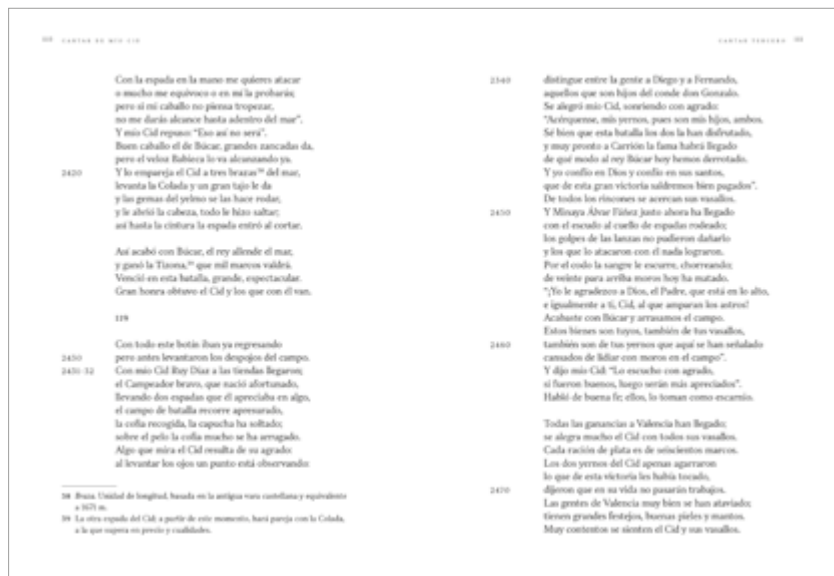 CANTAR DE MIO CID
Con la espada en la mano me quieres atacar
o mucho me equivoco o en mí la probarás;
pero si mi caballo no piensa tropezar,
no me darás alcance hasta adentro del mar".
Y mio Cid repuso: "Eso así no será".
Buen caballo el de Búcar, grandes zancadas da,
pero el veloz Babieca lo va alcanzando ya.
2420 Y lo empareja el Cid a tres brazas³⁸ del mar,
levanta la Colada y un gran tajo le da
y las gemas del yelmo se las hace rodar,
y le abrió la cabeza, todo le hizo saltar;
así hasta la cintura la espada entró al cortar.
Así acabó con Búcar, el rey allende el mar,
y ganó la Tizona,³⁹ que mil marcos valdrá.
Venció en esta batalla, grande, espectacular.
Gran honra obtuvo el Cid y los que con él van.
119
Con todo este botín iban ya regresando
2430 pero antes levantaron los despojos del campo.
2431-32 Con mio Cid Ruy Díaz a las tiendas llegaron;
el Campeador bravo, que nació afortunado,
llevando dos espadas que él apreciaba en algo,
el campo de batalla recorre apresurado,
la cofia recogida, la capucha ha soltado;
sobre el pelo la cofia mucho se ha arrugado.
Algo que mira el Cid resulta de su agrado:
al levantar los ojos un punto está observando:
38 Braza. Unidad de longitud, basada en la antigua vara castellana y equivalente
a 1671 m.
39 La otra espada del Cid; a partir de este momento, hará pareja con la Colada,
a la que supera en precio y cualidades.
CANTAR TERCERO
2440 distingue entre la gente a Diego y a Fernando,
aquellos que son hijos del conde don Gonzalo.
Se alegró mio Cid, sonriendo con agrado:
"Acérquense, mis yernos, pues son mis hijos, ambos.
Sé bien que esta batalla los dos la han disfrutado,
y muy pronto a Carrión la fama habrá llegado
de qué modo al rey Búcar hoy hemos derrotado.
Y yo confío en Dios y confío en sus santos,
que de esta gran victoria saldremos bien pagados".
De todos los rincones se acercan sus vasallos.
2450 Y Minaya Álvar Fáñez justo ahora ha llegado
con el escudo al cuello de espadas rodeado;
los golpes de las lanzas no pudieron dañarlo
y los que lo atacaron con él nada lograron.
Por el codo la sangre le escurre, chorreando;
de veinte para arriba moros hoy ha matado.
"¡Yo le agradezco a Dios, el Padre, que está en lo alto,
e igualmente a ti, Cid, al que amparan los astros!
Acabaste con Búcar y arrasamos el campo.
Estos bienes son tuyos, también de tus vasallos,
2460 también son de tus yernos que aquí se han señalado
cansados de lidiar con moros en el campo".
Y dijo mio Cid: "Lo escucho con agrado,
si fueron buenos, luego serán más apreciados".
Habló de buena fe; ellos, lo toman como escarnio.
Todas las ganancias a Valencia han llegado;
se alegra mucho el Cid con todos sus vasallos.
Cada ración de plata es de seiscientos marcos.
Los dos yernos del Cid apenas agarraron
lo que de esta victoria les había tocado,
2470 dijeron que en su vida no pasarán trabajos.
Las gentes de Valencia muy bien se han ataviado;
tienen grandes festejos, buenas pieles y mantos.
Muy contentos se sienten el Cid y sus vasallos.